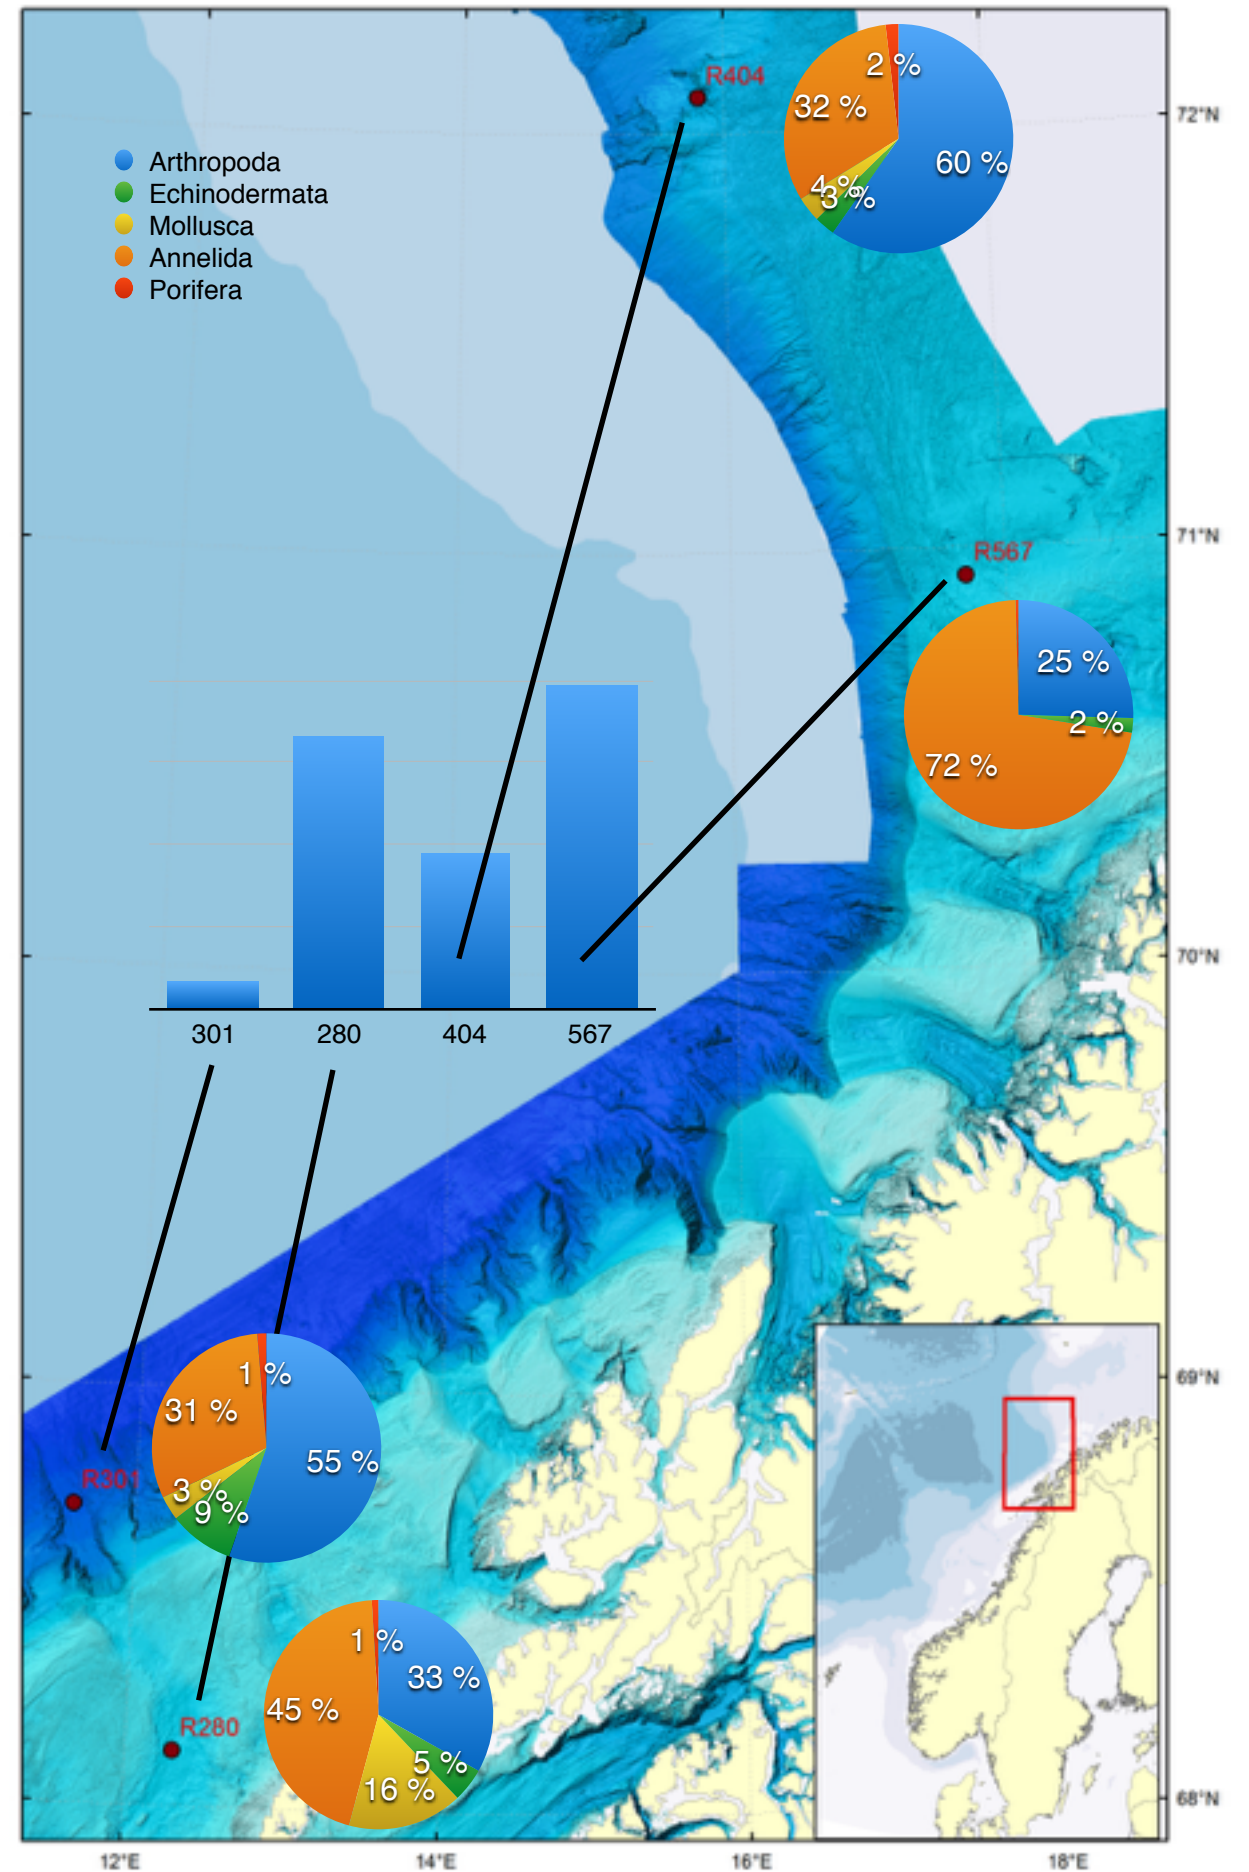 R404
2 %
32 %
60 %
4 %
3 %
72°N
Arthropoda
Echinodermata
Mollusca
Annelida
Porifera
71°N
R567
25 %
2 %
72 %
70°N
301
280
404
567
69°N
1 %
31 %
55 %
3 %
9 %
R301
1 %
33 %
45 %
5 %
16 %
R280
68°N
12°E
14°E
16°E
18°E